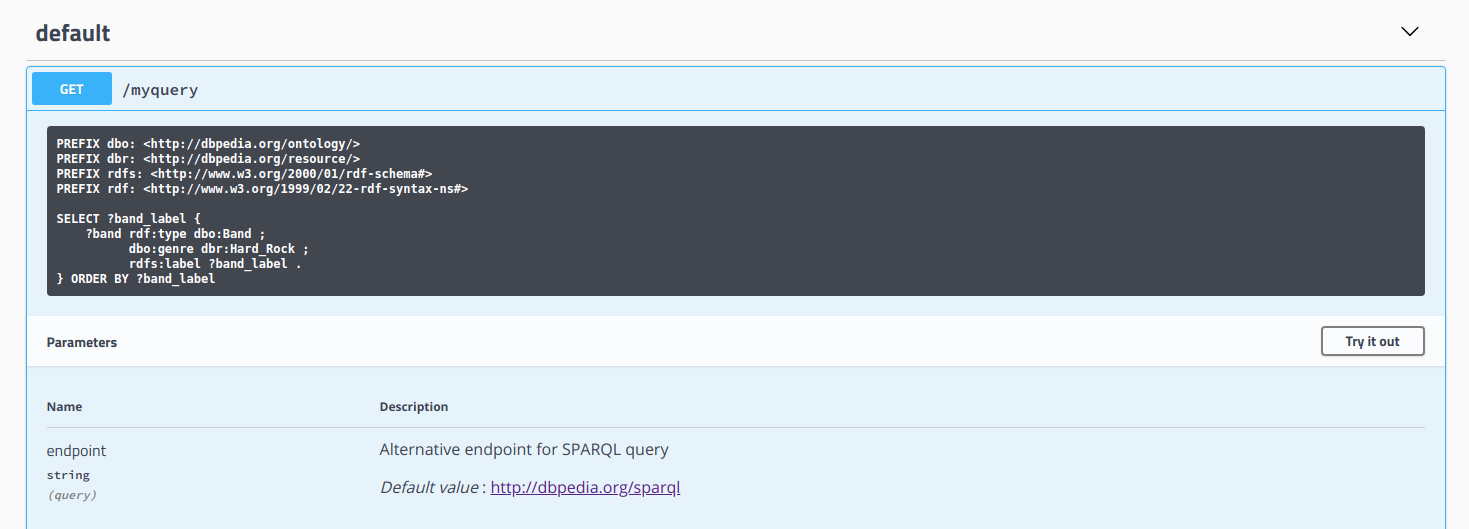 default
GET /myquery
PREFIX dbo: <http://dbpedia.org/ontology/>
PREFIX dbr: <http://dbpedia.org/resource/>
PREFIX rdfs: <http://www.w3.org/2000/01/rdf-schema#>
PREFIX rdf: <http://www.w3.org/1999/02/22-rdf-syntax-ns#>
SELECT ?band_label {
    ?band rdf:type dbo:Band ;
          dbo:genre dbr:Hard_Rock ;
          rdfs:label ?band_label .
} ORDER BY ?band_label
Parameters Try it out
Name Description
endpoint Alternative endpoint for SPARQL query
string
(query) Default value : http://dbpedia.org/sparql